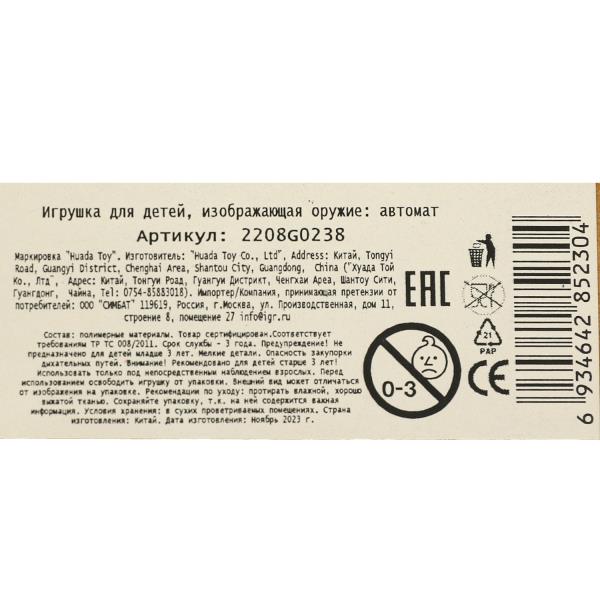 Игрушка для детей, изображающая оружие: автомат
Артикул: 2208G0238
Маркировка "Huada Toy". Изготовитель: "Huada Toy Co., Ltd", Address: Китай, Tongyi
Road, Guangyi District, Chenghai Area, Shantou City, Guangdong, China ("Хуада Той
Ко., Лтд", Адрес: Китай, Тонгуи Роад, Гуангуи Дистрикт, Ченгхаи Ареа, Шантоу Сити,
Гуангдонг, Чайна, Tel: 0754-85883018). Импортер/Компания, принимающая претензии от
потребителей: ООО "СИМБАТ" 119619, Россия, г.Москва, ул. Производственная, дом 11,
строение 8, помещение 27 info@igr.ru
Состав: полимерные материалы. Товар сертифицирован.Соответствует
требованиям ТР ТС 008/2011. Срок службы - 3 года. Предупреждение! Не
предназначено для детей младше 3 лет. Мелкие детали. Опасность закупорки
дыхательных путей. Внимание! Рекомендовано для детей старше 3 лет!
Использовать только под непосредственным наблюдением взрослых. Перед
использованием освободить игрушку от упаковки. Внешний вид может отличаться
от изображения на упаковке. Рекомендации по уходу: протирать влажной, хорошо
выжатой тканью. Сохраняйте упаковку, т.к. на ней содержится важная
информация. Условия хранения: в сухих проветриваемых помещениях. Страна
изготовления: Китай. Дата изготовления: Ноябрь 2023 г.
EAC
0-3
21
PAP
CE
6 934642 852304